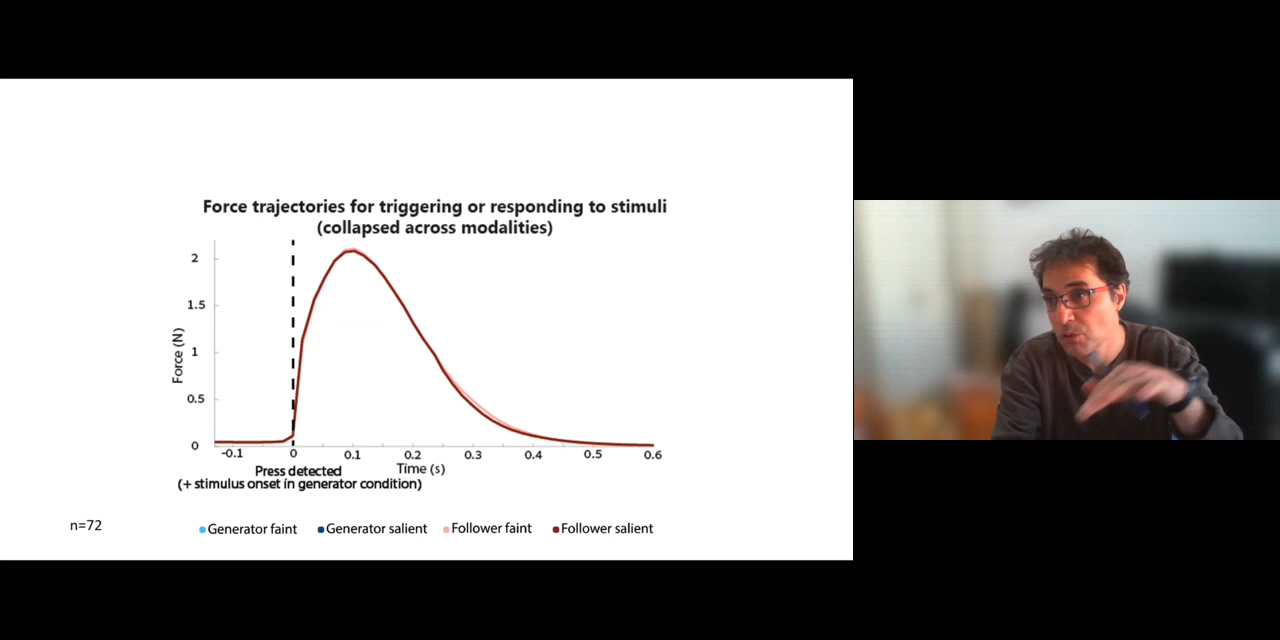 Force trajectories for triggering or responding to stimuli
(collapsed across modalities)
2
1.5
1
0.5
0
Force (N)
-0.1 0 0.1 0.2 0.3 0.4 0.5 0.6
Press detected Time (s)
(+ stimulus onset in generator condition)
n=72
Generator faint Generator salient Follower faint Follower salient